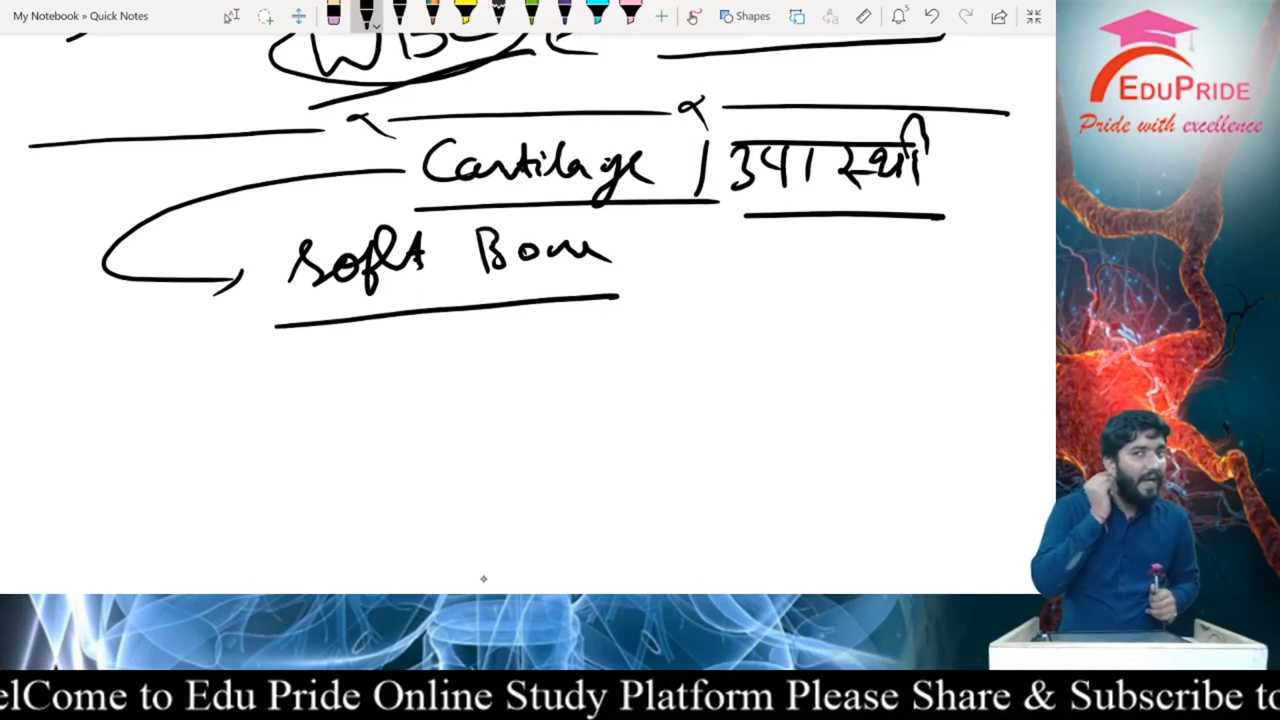 My Notebook » Quick Notes
Shapes
EDUPRIDE
Pride with excellence
Cartilage | उपास्थी
Soft Bone
elCome to Edu Pride Online Study Platform Please Share & Subscribe to